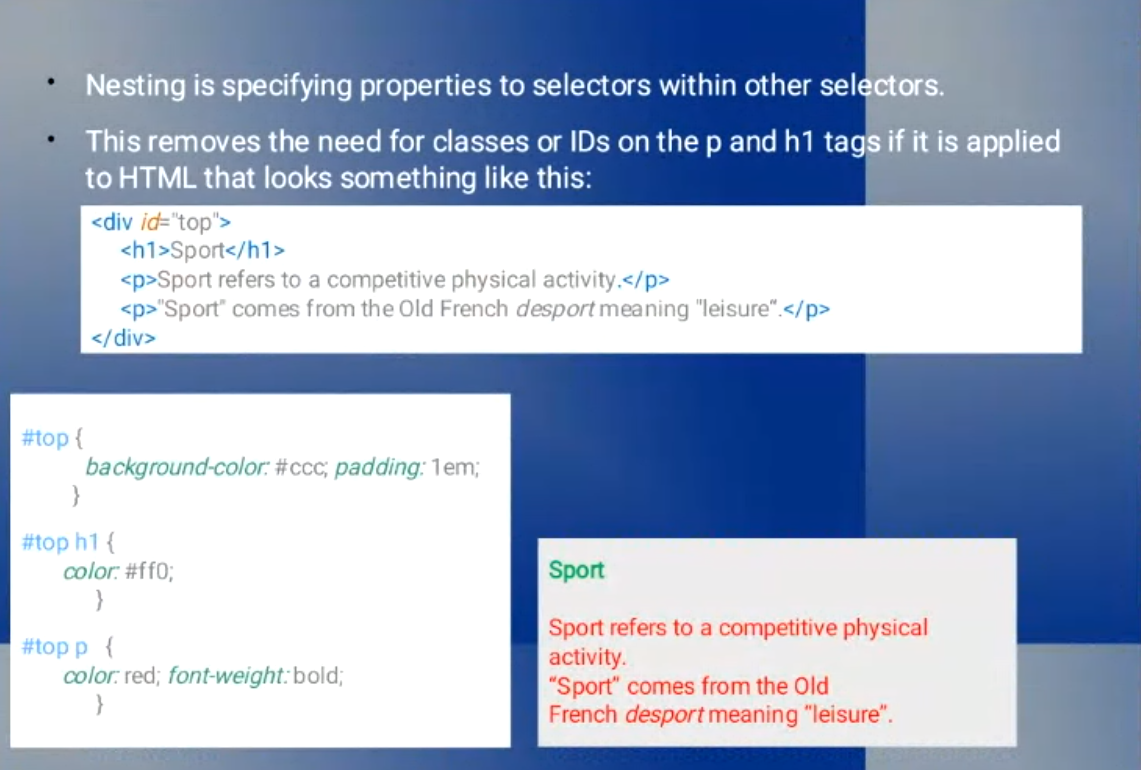 • Nesting is specifying properties to selectors within other selectors.
• This removes the need for classes or IDs on the p and h1 tags if it is applied
to HTML that looks something like this:
<div id="top">
<h1>Sport</h1>
<p>Sport refers to a competitive physical activity.</p>
<p>"Sport" comes from the Old French desport meaning "leisure“.</p>
</div>
#top {
background-color: #ccc; padding: 1em;
}
#top h1 {
color: #ff0;
}
#top p {
color: red; font-weight: bold;
}
Sport
Sport refers to a competitive physical
activity.
“Sport” comes from the Old
French desport meaning “leisure”.